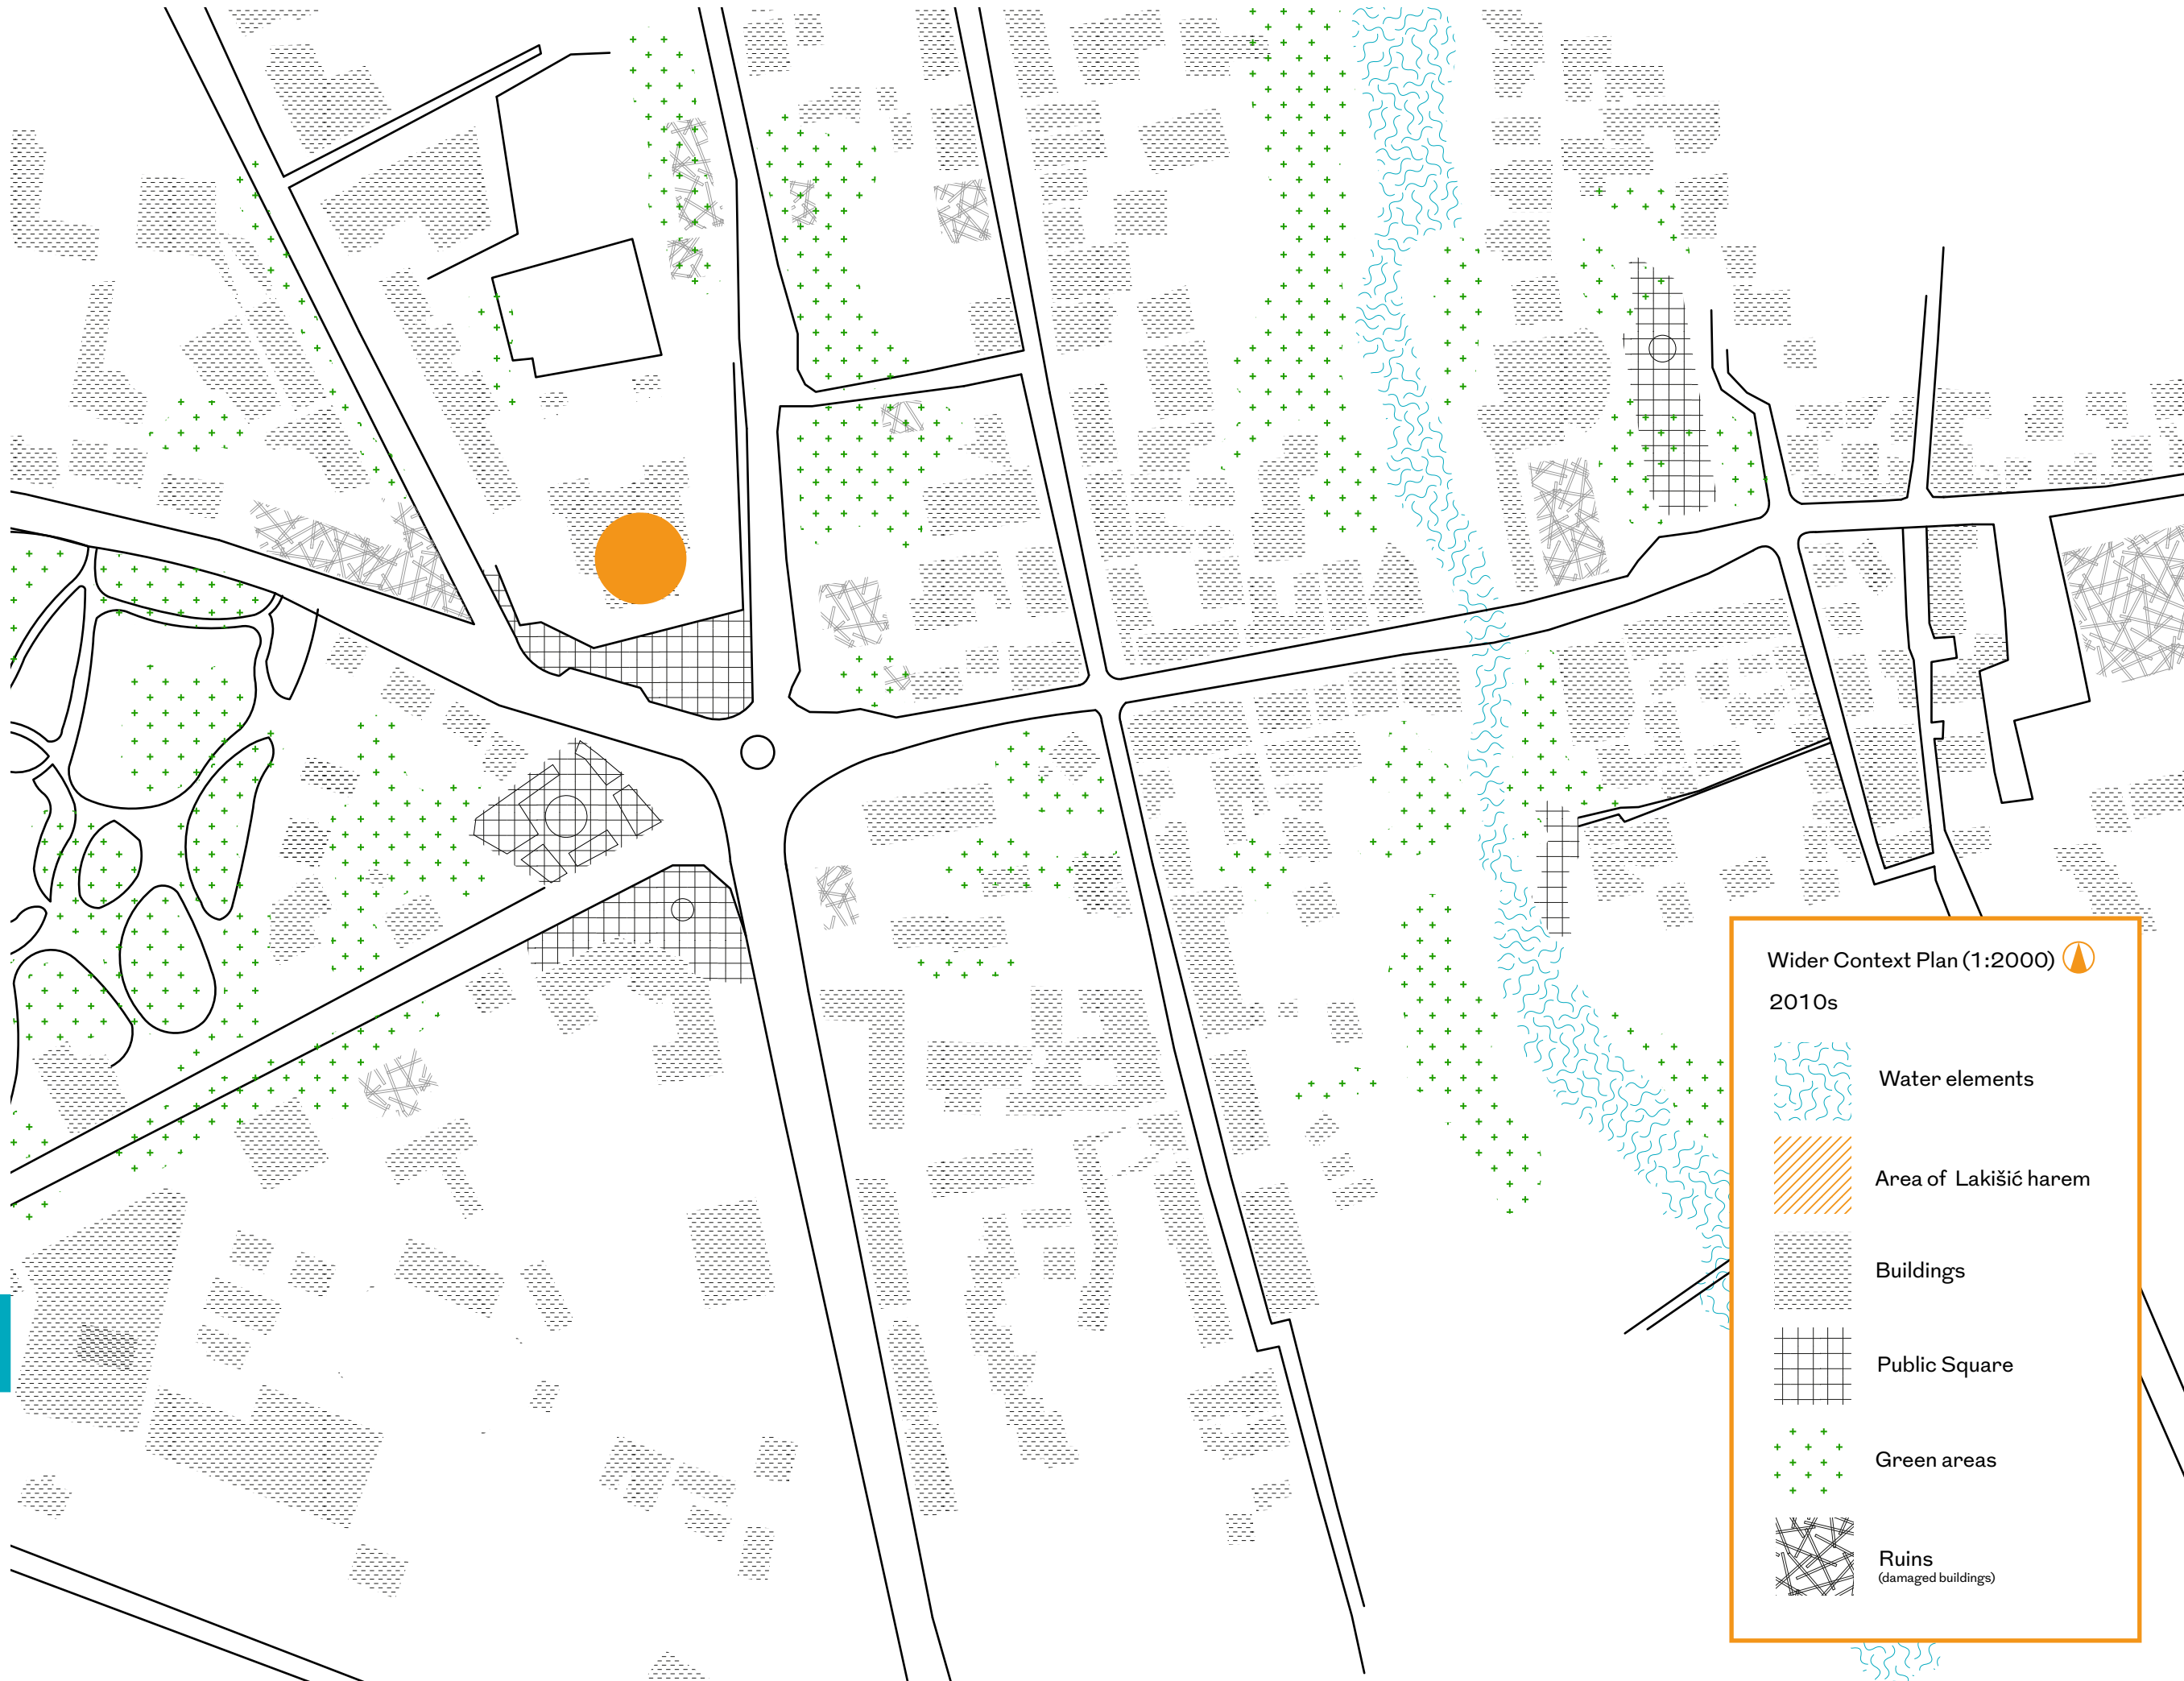 Wider Context Plan (1:2000)
2010s
Water elements
Area of Lakišić harem
Buildings
Public Square
Green areas
Ruins
(damaged buildings)